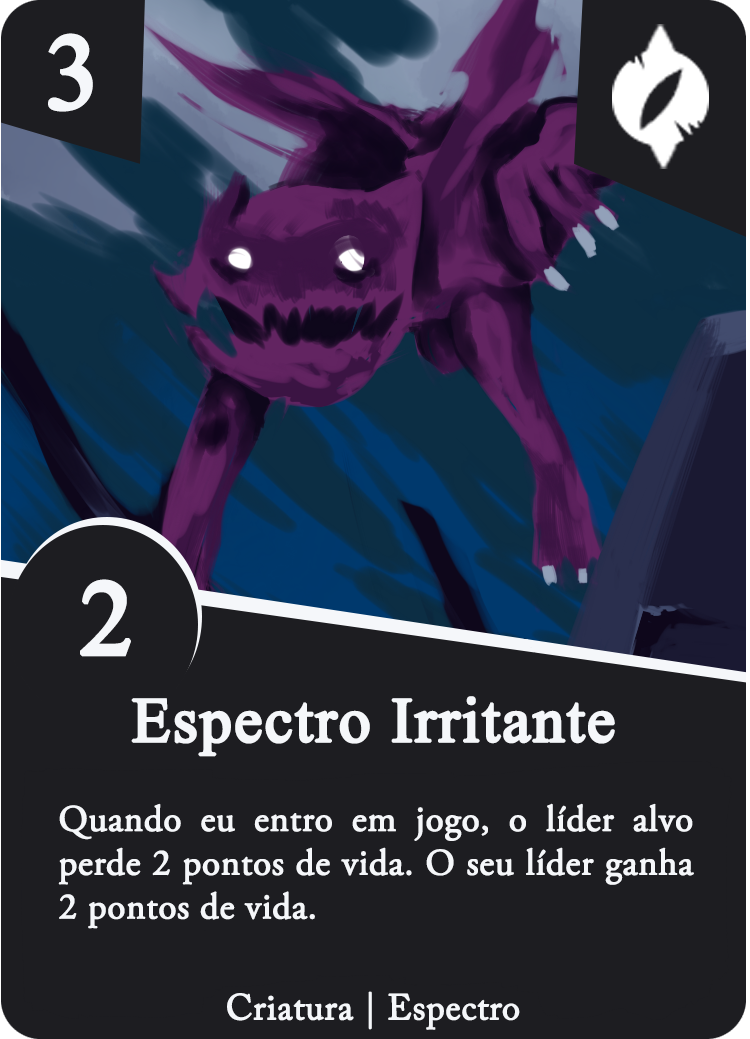 3
2
Espectro Irritante
Quando eu entro em jogo, o líder alvo
perde 2 pontos de vida. O seu líder ganha
2 pontos de vida.
Criatura | Espectro